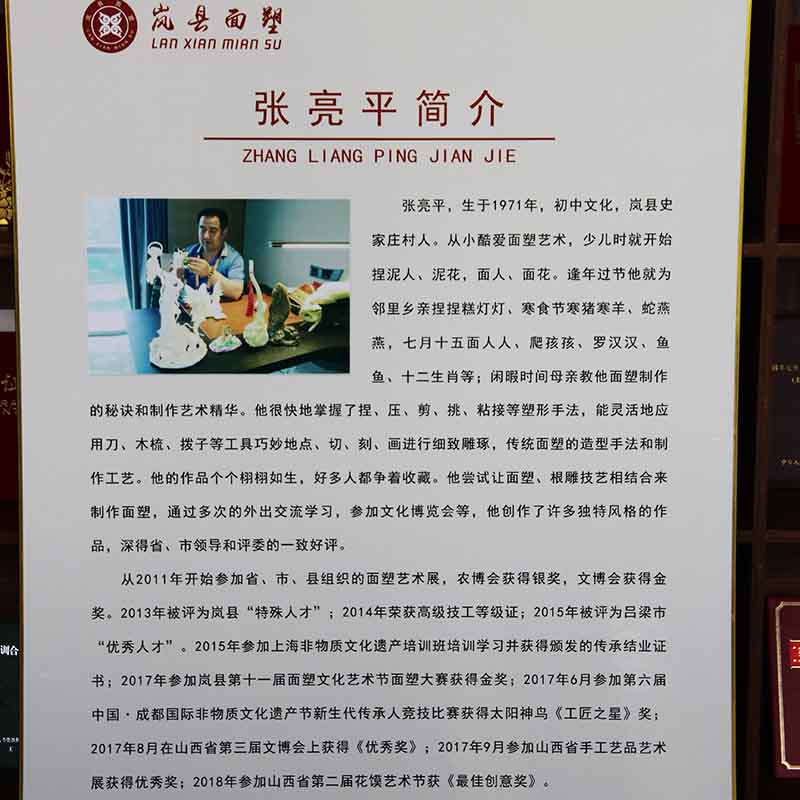 岚县面塑
LAN XIAN MIAN SU
张亮平简介
ZHANG LIANG PING JIAN JIE
张亮平，生于1971年，初中文化，岚县史
家庄村人。从小酷爱面塑艺术，少儿时就开始
捏泥人、泥花，面人、面花。逢年过节他就为
邻里乡亲捏捏糕灯灯、寒食节寒猪寒羊、蛇燕
燕，七月十五面人人、爬孩孩、罗汉汉、鱼
鱼、十二生肖等；闲暇时间母亲教他面塑制作
的秘诀和制作艺术精华。他很快地掌握了捏、压、剪、挑、粘接等塑形手法，能灵活地应
用刀、木梳、拨子等工具巧妙地点、切、刻、画进行细致雕琢，传统面塑的造型手法和制
作工艺。他的作品个个栩栩如生，好多人都争着收藏。他尝试让面塑、根雕技艺相结合来
制作面塑，通过多次的外出交流学习，参加文化博览会等，他创作了许多独特风格的作
品，深得省、市领导和评委的一致好评。
从2011年开始参加省、市、县组织的面塑艺术展，农博会获得银奖，文博会获得金
奖。2013年被评为岚县“特殊人才”；2014年荣获高级技工等级证；2015年被评为吕梁市
“优秀人才”。2015年参加上海非物质文化遗产培训班培训学习并获得颁发的传承结业证
书；2017年参加岚县第十一届面塑文化艺术节面塑大赛获得金奖；2017年6月参加第六届
中国·成都国际非物质文化遗产节新生代传承人竞技比赛获得太阳神鸟《工匠之星》奖；
2017年8月在山西省第三届文博会上获得《优秀奖》；2017年9月参加山西省手工艺品艺术
展获得优秀奖；2018年参加山西省第二届花馍艺术节获《最佳创意奖》。